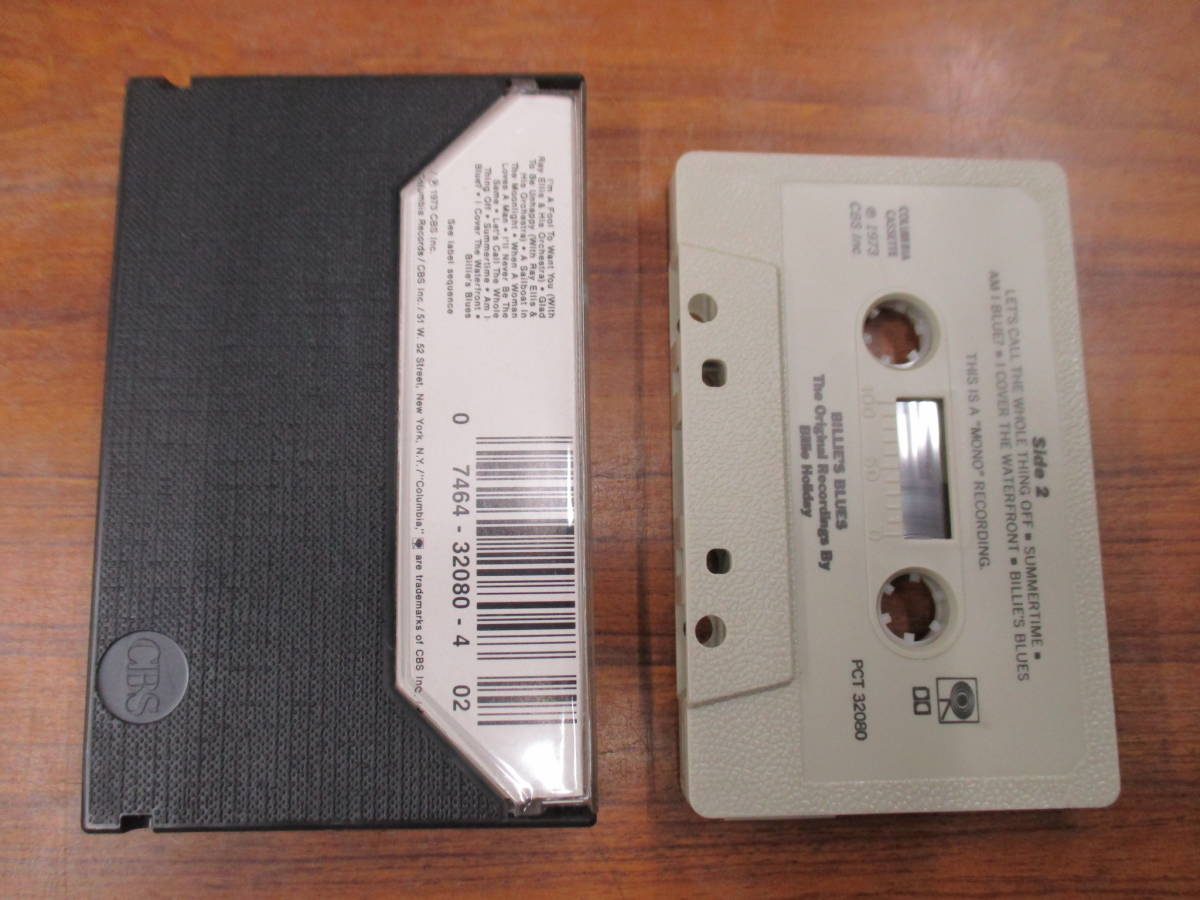 I'm A Fool To Want You (With
Ray Ellis & His Orchestra) • Glad
To Be Unhappy (With Ray Ellis &
His Orchestra) • A Sailboat In
The Moonlight • When A Woman
Loves A Man • I'll Never Be The
Same • Let's Call The Whole
Thing Off • Summertime • Am I
Blue? • I Cover The Waterfront •
Billie's Blues
See label sequence
℗ 1973 CBS Inc.
Columbia Records / CBS Inc. / 51 W. 52 Street, New York, N.Y. / "Columbia," are trademarks of CBS Inc.
0 7464 - 32080 - 4 02
CBS
Side 2
LET'S CALL THE WHOLE THING OFF ■ SUMMERTIME ■
AM I BLUE? ■ I COVER THE WATERFRONT ■ BILLIE'S BLUES
THIS IS A "MONO" RECORDING.
COLUMBIA
CASSETTE
℗ 1973
CBS Inc.
100 50 0
BILLIE'S BLUES
The Original Recordings By
Billie Holiday
PCT 32080